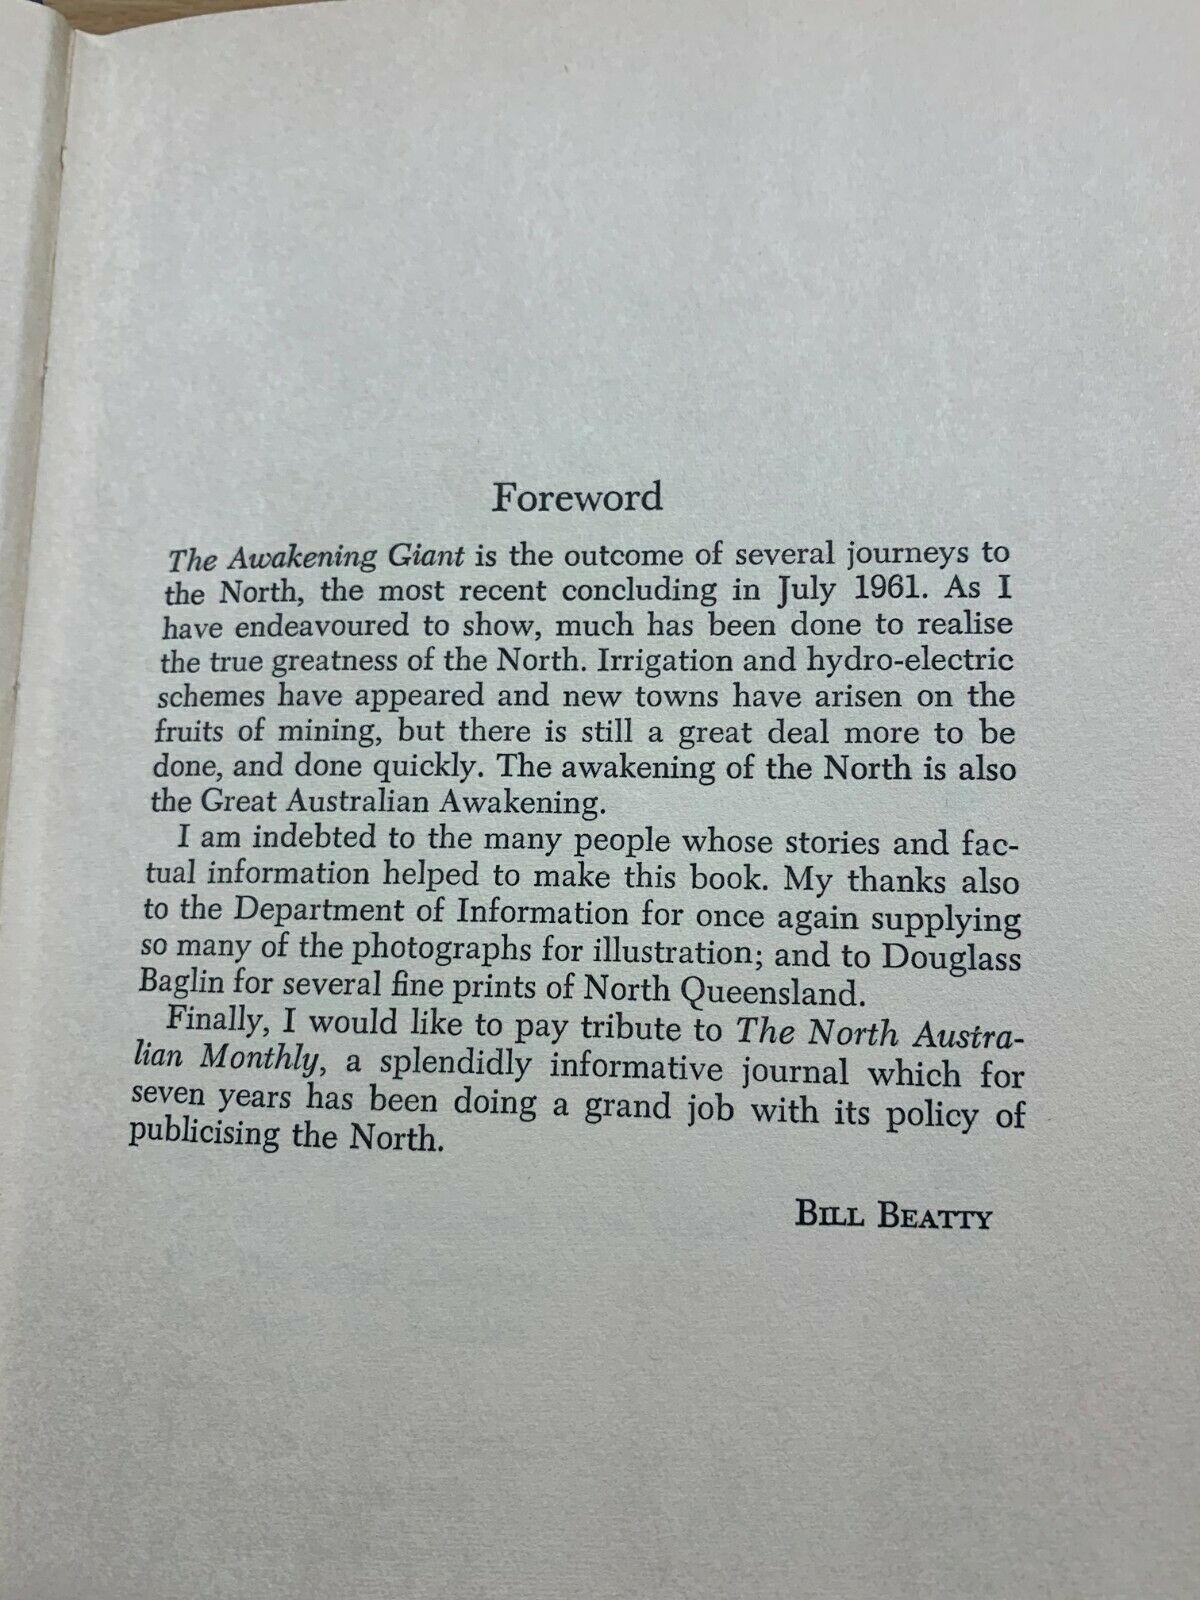 Foreword
The Awakening Giant is the outcome of several journeys to
the North, the most recent concluding in July 1961. As I
have endeavoured to show, much has been done to realise
the true greatness of the North. Irrigation and hydro-electric
schemes have appeared and new towns have arisen on the
fruits of mining, but there is still a great deal more to be
done, and done quickly. The awakening of the North is also
the Great Australian Awakening.
I am indebted to the many people whose stories and fac-
tual information helped to make this book. My thanks also
to the Department of Information for once again supplying
so many of the photographs for illustration; and to Douglass
Baglin for several fine prints of North Queensland.
Finally, I would like to pay tribute to The North Austra-
lian Monthly, a splendidly informative journal which for
seven years has been doing a grand job with its policy of
publicising the North.
BILL BEATTY